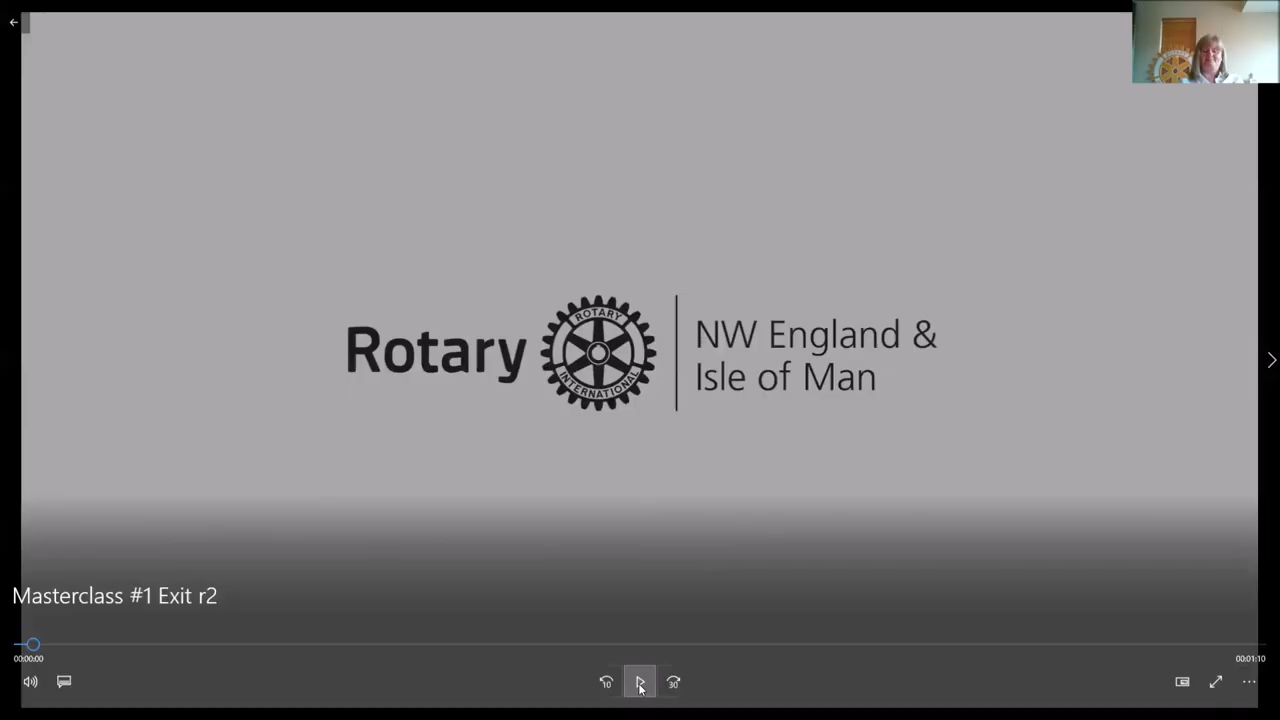 Rotary
ROTARY
INTERNATIONAL
NW England &
Isle of Man
Masterclass #1 Exit r2
00:00:00
00:01:10
10
30